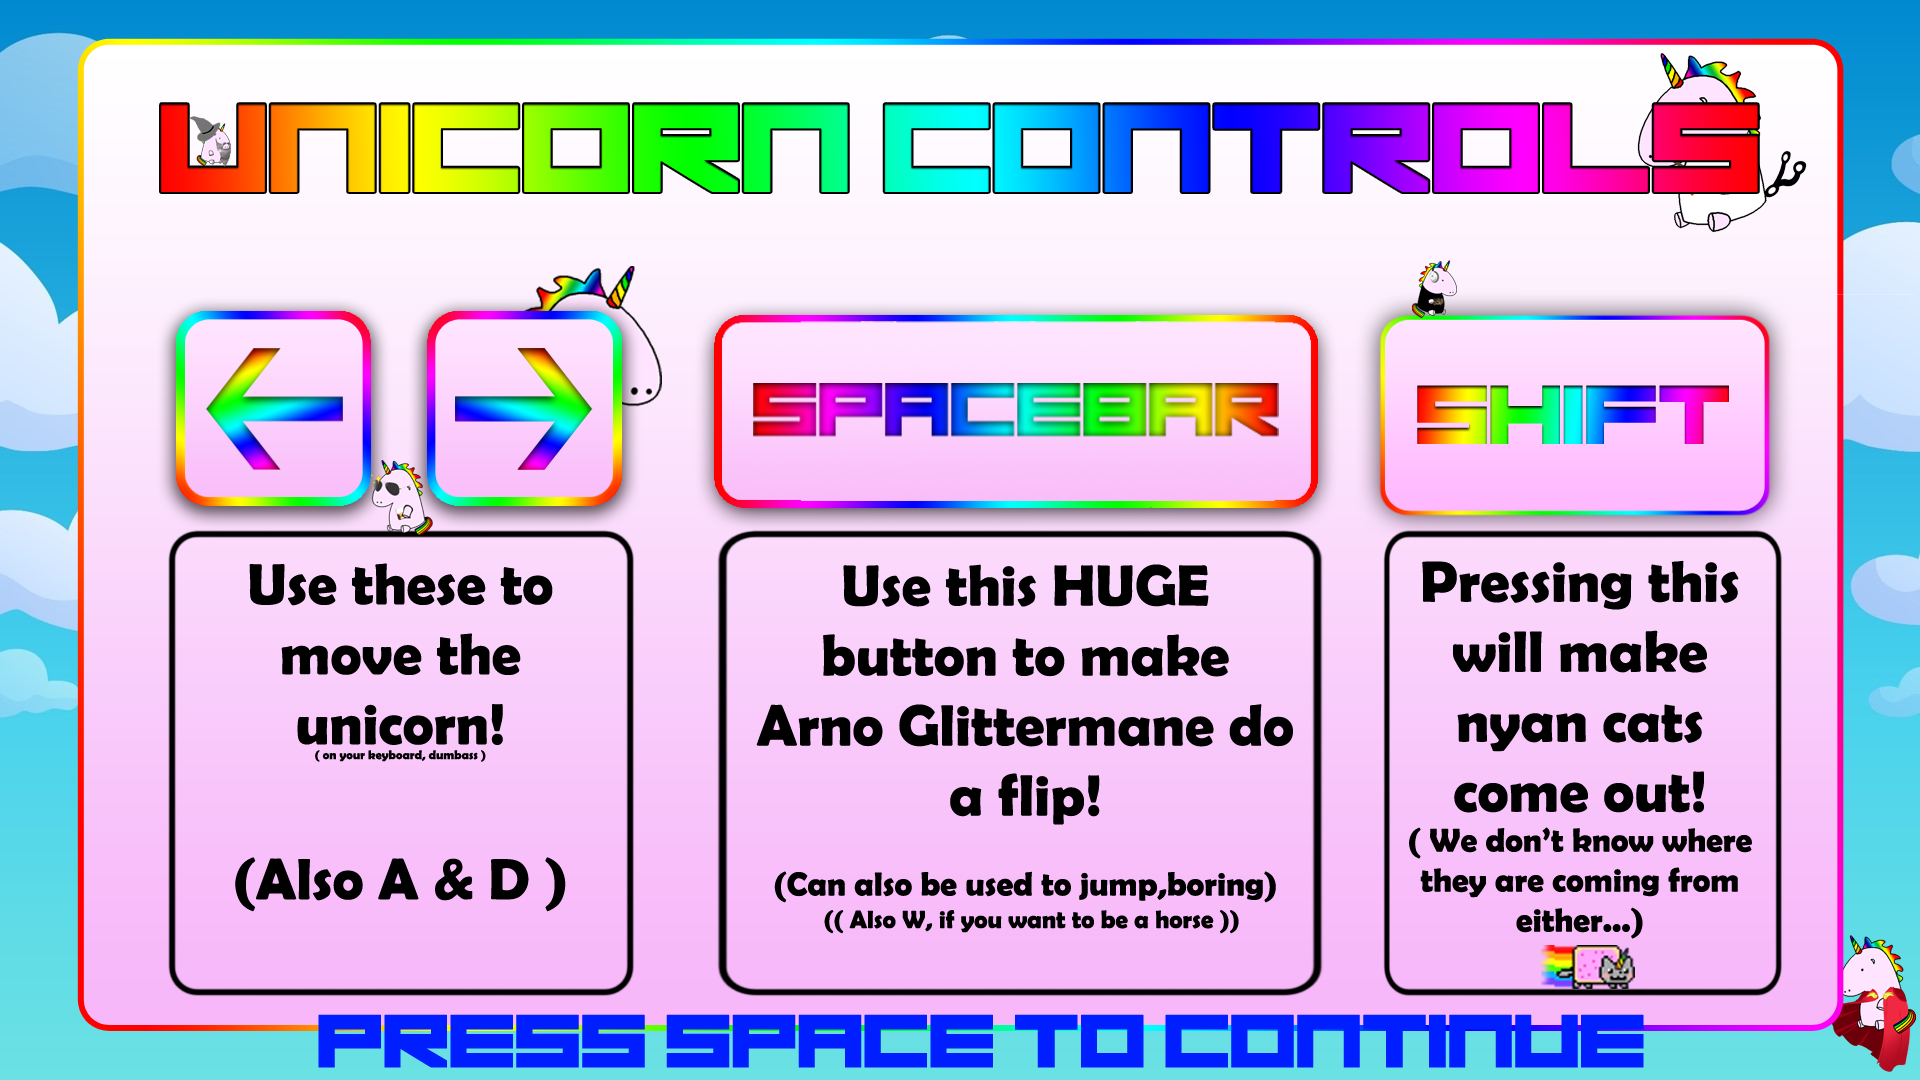 UNICORN CONTROLS
SPACEBAR
SHIFT
Use these to
move the
unicorn!
( on your keyboard, dumbass )
(Also A & D )
Use this HUGE
button to make
Arno Glittermane do
a flip!
(Can also be used to jump,boring)
(( Also W, if you want to be a horse ))
Pressing this
will make
nyan cats
come out!
( We don't know where
they are coming from
either...)
PRESS SPACE TO CONTINUE